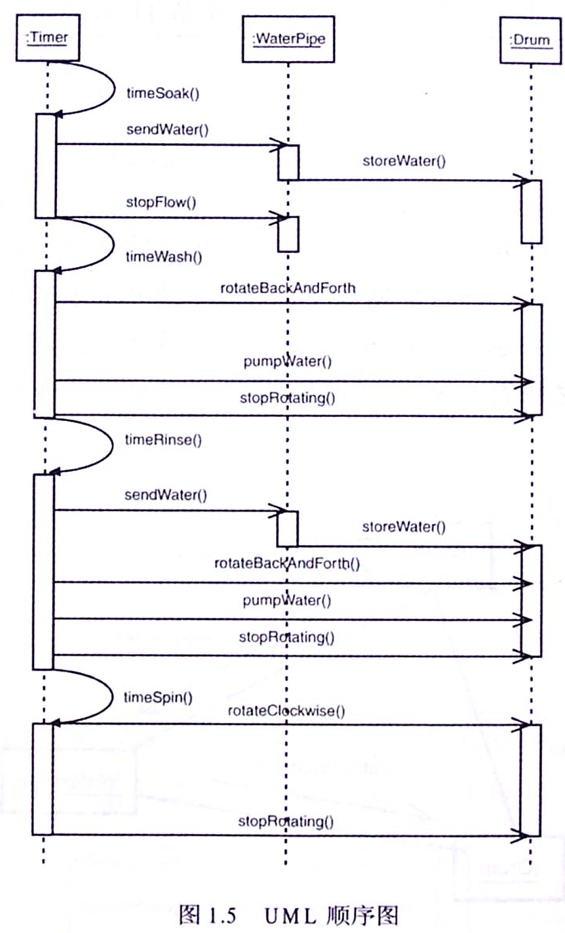 :Timer
:WaterPipe
:Drum
timeSoak()
sendWater()
storeWater()
stopFlow()
timeWash()
rotateBackAndForth
pumpWater()
stopRotating()
timeRinse()
sendWater()
storeWater()
rotateBackAndForth()
pumpWater()
stopRotating()
timeSpin()
rotateClockwise()
stopRotating()
图 1.5 UML 顺序图